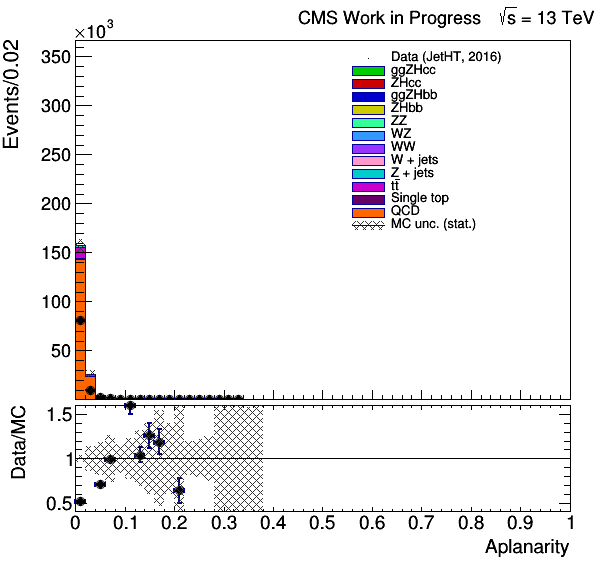 CMS Work in Progress √s = 13 TeV
×10³
Events/0.02
350
300
250
200
150
100
50
Data (JetHT, 2016)
ggZHcc
ZHcc
ggZHbb
ZHbb
ZZ
WZ
WW
W + jets
Z + jets
tt̄
Single top
QCD
MC unc. (stat.)
Data/MC
1.5
1
0.5
0 0.1 0.2 0.3 0.4 0.5 0.6 0.7 0.8 0.9 1
Aplanarity